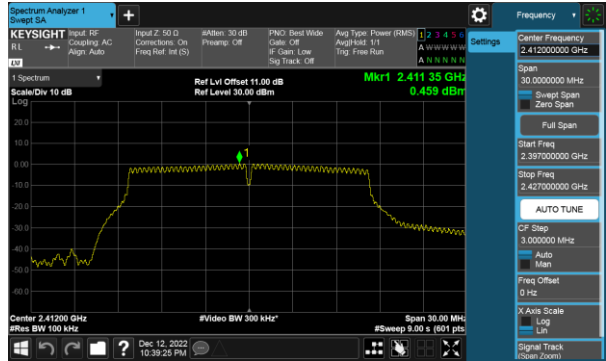 Spectrum Analyzer 1
Swept SA
+
Frequency
KEYSIGHT
RL
Input: RF
Coupling: AC
Align: Auto
Input Z: 50 Ω
Corrections: On
Freq Ref: Int (S)
#Atten: 30 dB
Preamp: Off
PNO: Best Wide
Gate: Off
IF Gain: Low
Sig Track: Off
Avg Type: Power (RMS)
Avg|Hold: 1/1
Trig: Free Run
1 2 3 4 5 6
A W W W W W
A N N N N N
LXI
1 Spectrum
Scale/Div 10 dB
Log
Ref Lvl Offset 11.00 dB
Ref Level 30.00 dBm
Mkr1 2.411 35 GHz
0.459 dBm
20.0
10.0
0.00
-10.0
-20.0
-30.0
-40.0
-50.0
-60.0
1
Center 2.41200 GHz
#Res BW 100 kHz
#Video BW 300 kHz*
Span 30.00 MHz
#Sweep 9.00 s (601 pts)
?
Dec 12, 2022
10:39:25 PM
Settings
Center Frequency
2.412000000 GHz
Span
30.0000000 MHz
Swept Span
Zero Span
Full Span
Start Freq
2.397000000 GHz
Stop Freq
2.427000000 GHz
AUTO TUNE
CF Step
3.000000 MHz
Auto
Man
Freq Offset
0 Hz
X Axis Scale
Log
Lin
Signal Track
(Span Zoom)